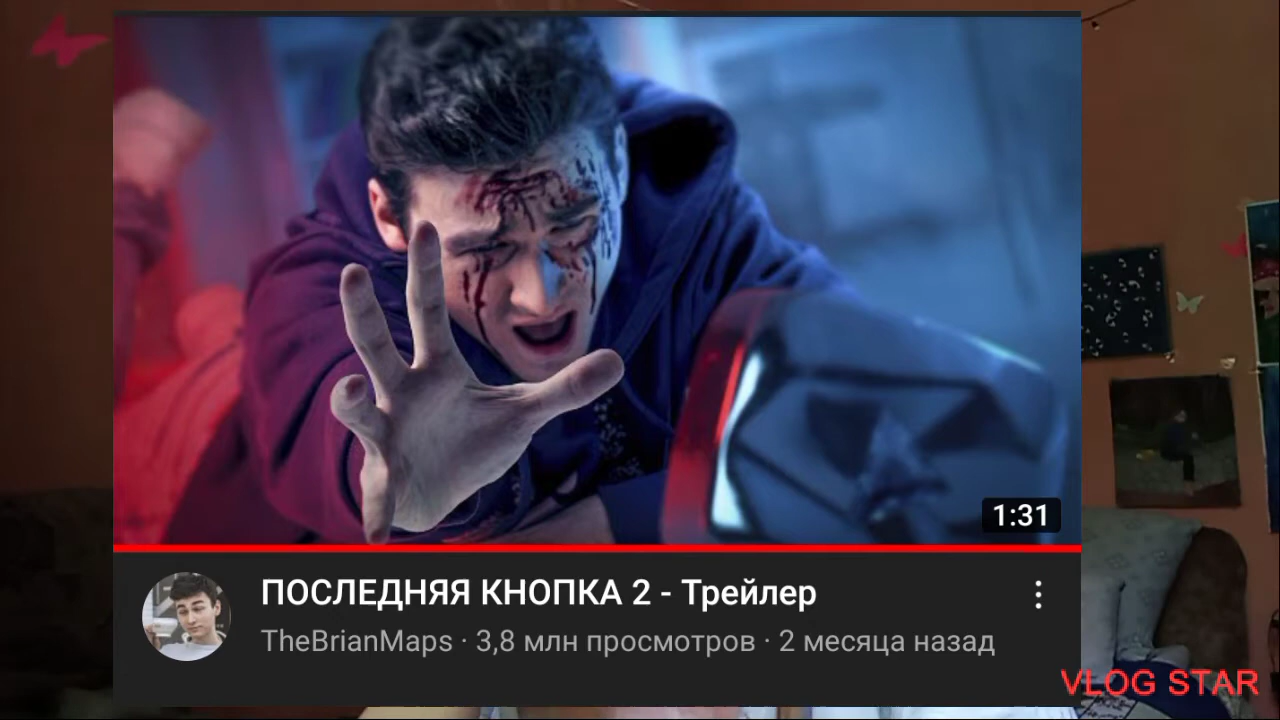 1:31
ПОСЛЕДНЯЯ КНОПКА 2 - Трейлер
TheBrianMaps · 3,8 млн просмотров · 2 месяца назад
VLOG STAR